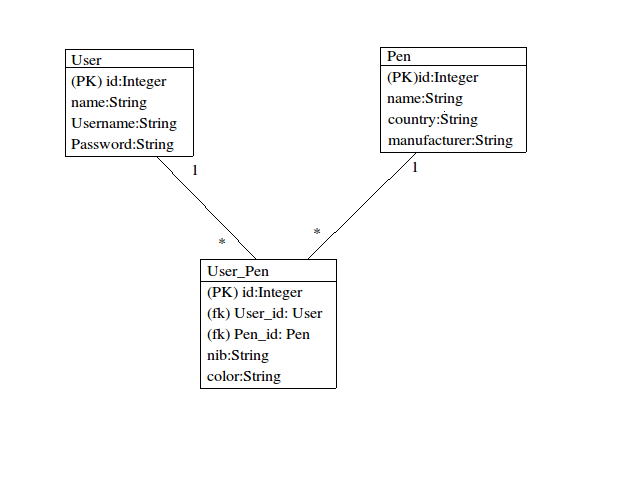 User
(PK) id:Integer
name:String
Username:String
Password:String
Pen
(PK)id:Integer
name:String
country:String
manufacturer:String
1
1
*
*
User_Pen
(PK) id:Integer
(fk) User_id: User
(fk) Pen_id: Pen
nib:String
color:String